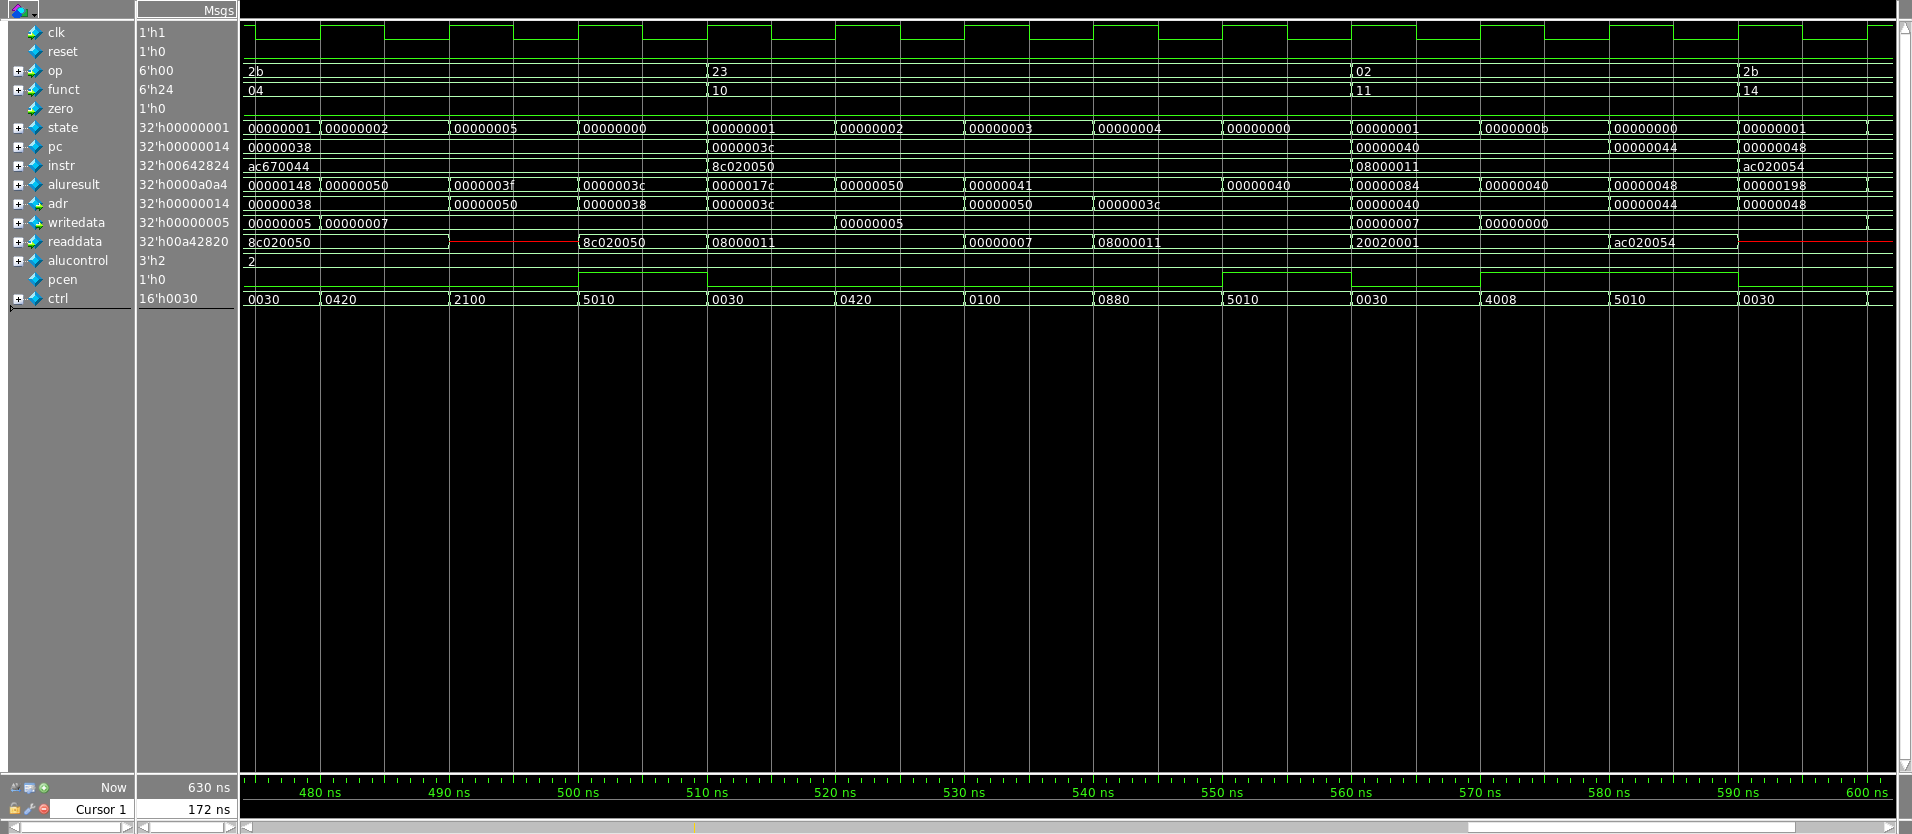 Msgs
clk 1'h1
reset 1'h0
op 6'h00 2b 23 02 2b
funct 6'h24 04 10 11 14
zero 1'h0
state 32'h00000001 00000001 00000002 00000005 00000000 00000001 00000002 00000003 00000004 00000000 00000001 0000000b 00000000 00000001
pc 32'h00000014 00000038 0000003c 00000040 00000044 00000048
instr 32'h00642824 ac670044 8c020050 08000011 ac020054
aluresult 32'h0000a0a4 00000148 00000050 0000003f 0000003c 0000017c 00000050 00000041 00000040 00000084 00000040 00000048 00000198
adr 32'h00000014 00000038 00000050 00000038 0000003c 00000050 0000003c 00000040 00000044 00000048
writedata 32'h00000005 00000005 00000007 00000005 00000007 00000000
readdata 32'h00a42820 8c020050 8c020050 08000011 00000007 08000011 20020001 ac020054
alucontrol 3'h2 2
pcen 1'h0
ctrl 16'h0030 0030 0420 2100 5010 0030 0420 0100 0880 5010 0030 4008 5010 0030
Now 630 ns 480 ns 490 ns 500 ns 510 ns 520 ns 530 ns 540 ns 550 ns 560 ns 570 ns 580 ns 590 ns 600 ns
Cursor 1 172 ns